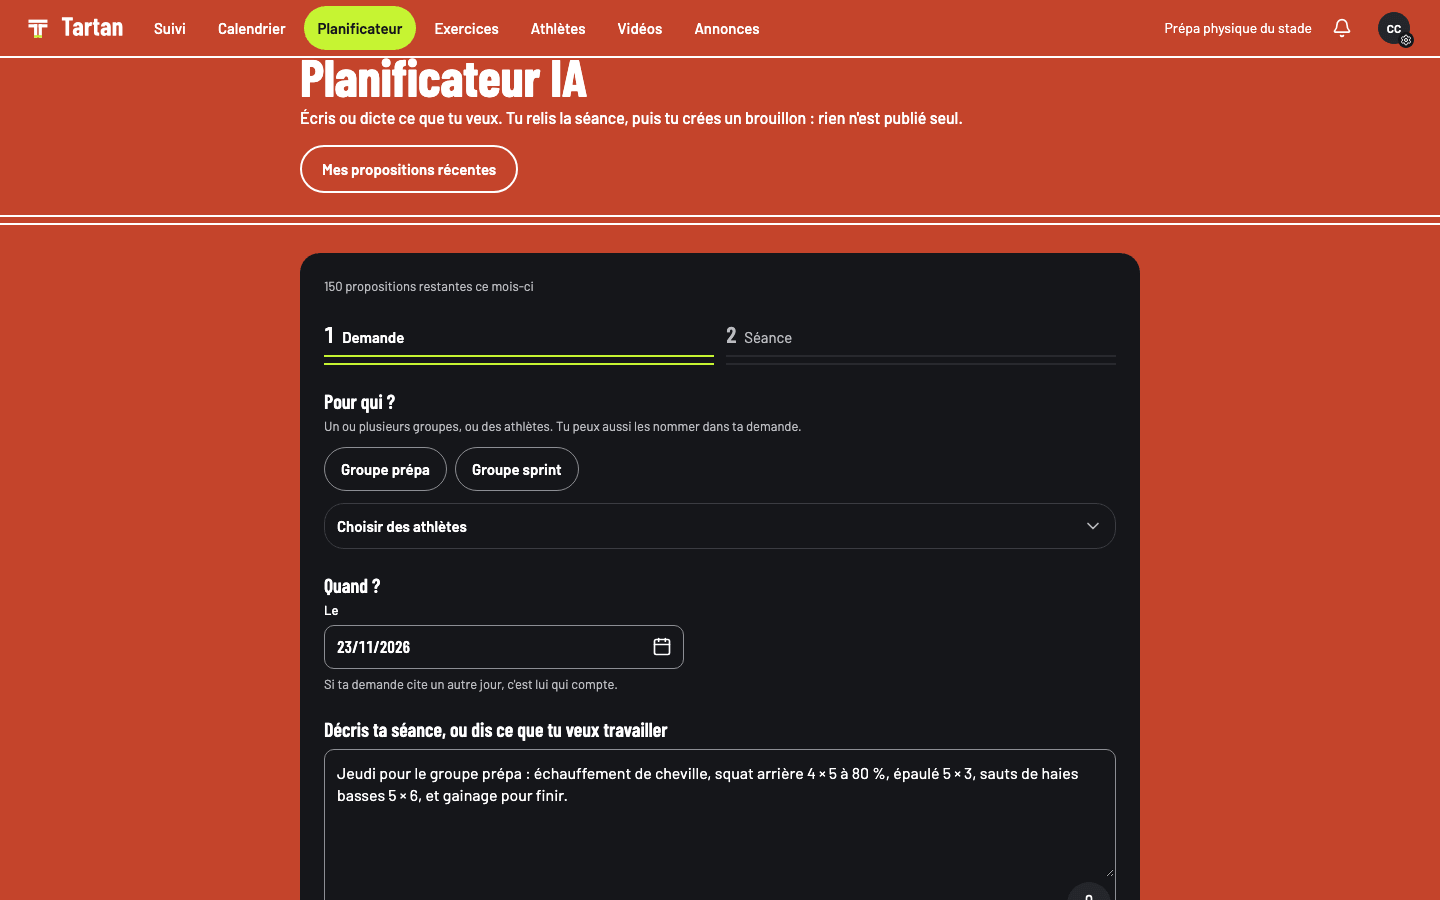 Tartan
Suivi
Calendrier
Planificateur
Exercices
Athlètes
Vidéos
Annonces
Prépa physique du stade
CC
Planificateur IA
Écris ou dicte ce que tu veux. Tu relis la séance, puis tu crées un brouillon : rien n'est publié seul.
Mes propositions récentes
150 propositions restantes ce mois-ci
1 Demande
2 Séance
Pour qui ?
Un ou plusieurs groupes, ou des athlètes. Tu peux aussi les nommer dans ta demande.
Groupe prépa
Groupe sprint
Choisir des athlètes
Quand ?
Le
23/11/2026
Si ta demande cite un autre jour, c'est lui qui compte.
Décris ta séance, ou dis ce que tu veux travailler
Jeudi pour le groupe prépa : échauffement de cheville, squat arrière 4 × 5 à 80 %, épaulé 5 × 3, sauts de haies
basses 5 × 6, et gainage pour finir.